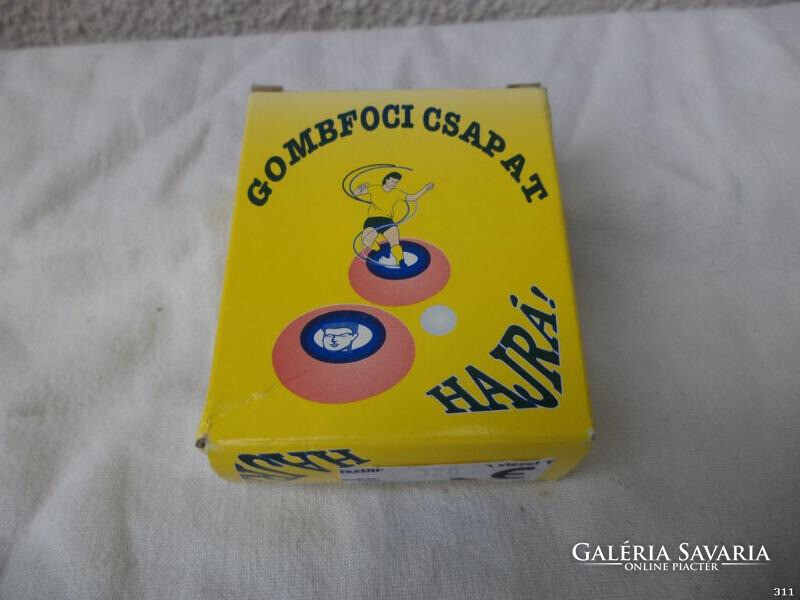 GOMBFOCI CSAPAT
HAJRÁ!
GALÉRIA SAVARIA
ONLINE PIACTÉR
311